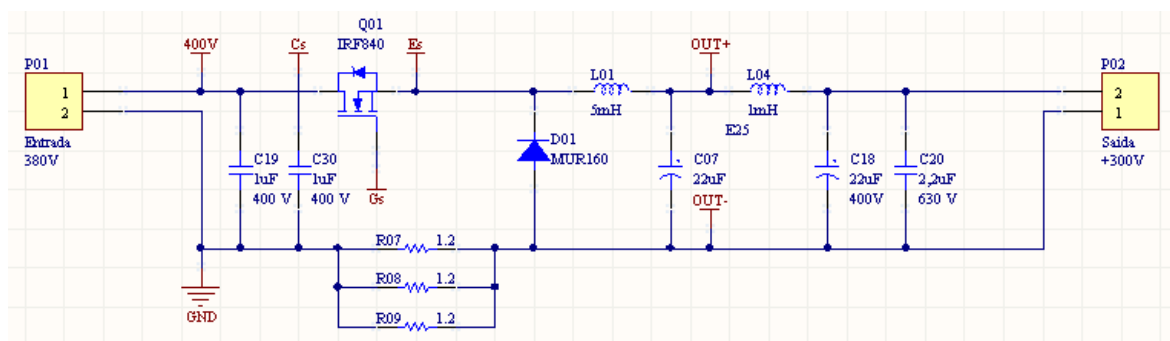 Q01
400V
Cs
IRF840
Es
OUT+
P01
L01
L04
P02
1
2
2
1
5mH
1mH
Entrada
380V
E25
Saida
+300V
D01
MUR160
C19
1uF
400 V
C30
1uF
400 V
C07
22uF
C18
22uF
400V
C20
2,2uF
630 V
Gs
OUT-
R07 1.2
R08 1.2
R09 1.2
GND